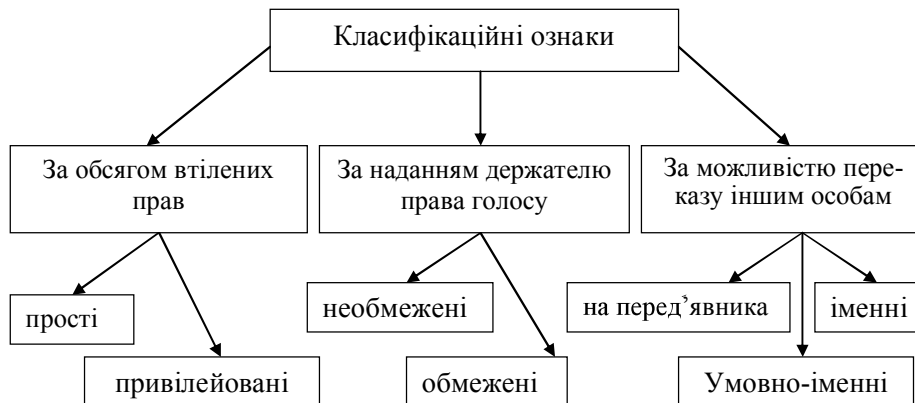 Класифікаційні ознаки
За обсягом втілених
прав
За наданням держателю
права голосу
За можливістю пере-
казу іншим особам
прості
необмежені
на перед’явника
іменні
привілейовані
обмежені
Умовно-іменні